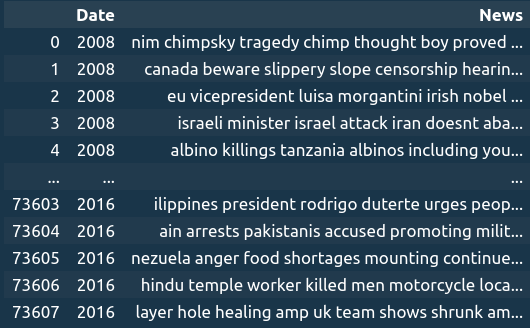 Date News
0 2008 nim chimpsky tragedy chimp thought boy proved ...
1 2008 canada beware slippery slope censorship hearin...
2 2008 eu vicepresident luisa morgantini irish nobel ...
3 2008 israeli minister israel attack iran doesnt aba...
4 2008 albino killings tanzania albinos including you...
... ... ...
73603 2016 ilippines president rodrigo duterte urges peop...
73604 2016 ain arrests pakistanis accused promoting milit...
73605 2016 nezuela anger food shortages mounting continue...
73606 2016 hindu temple worker killed men motorcycle loca...
73607 2016 layer hole healing amp uk team shows shrunk am...